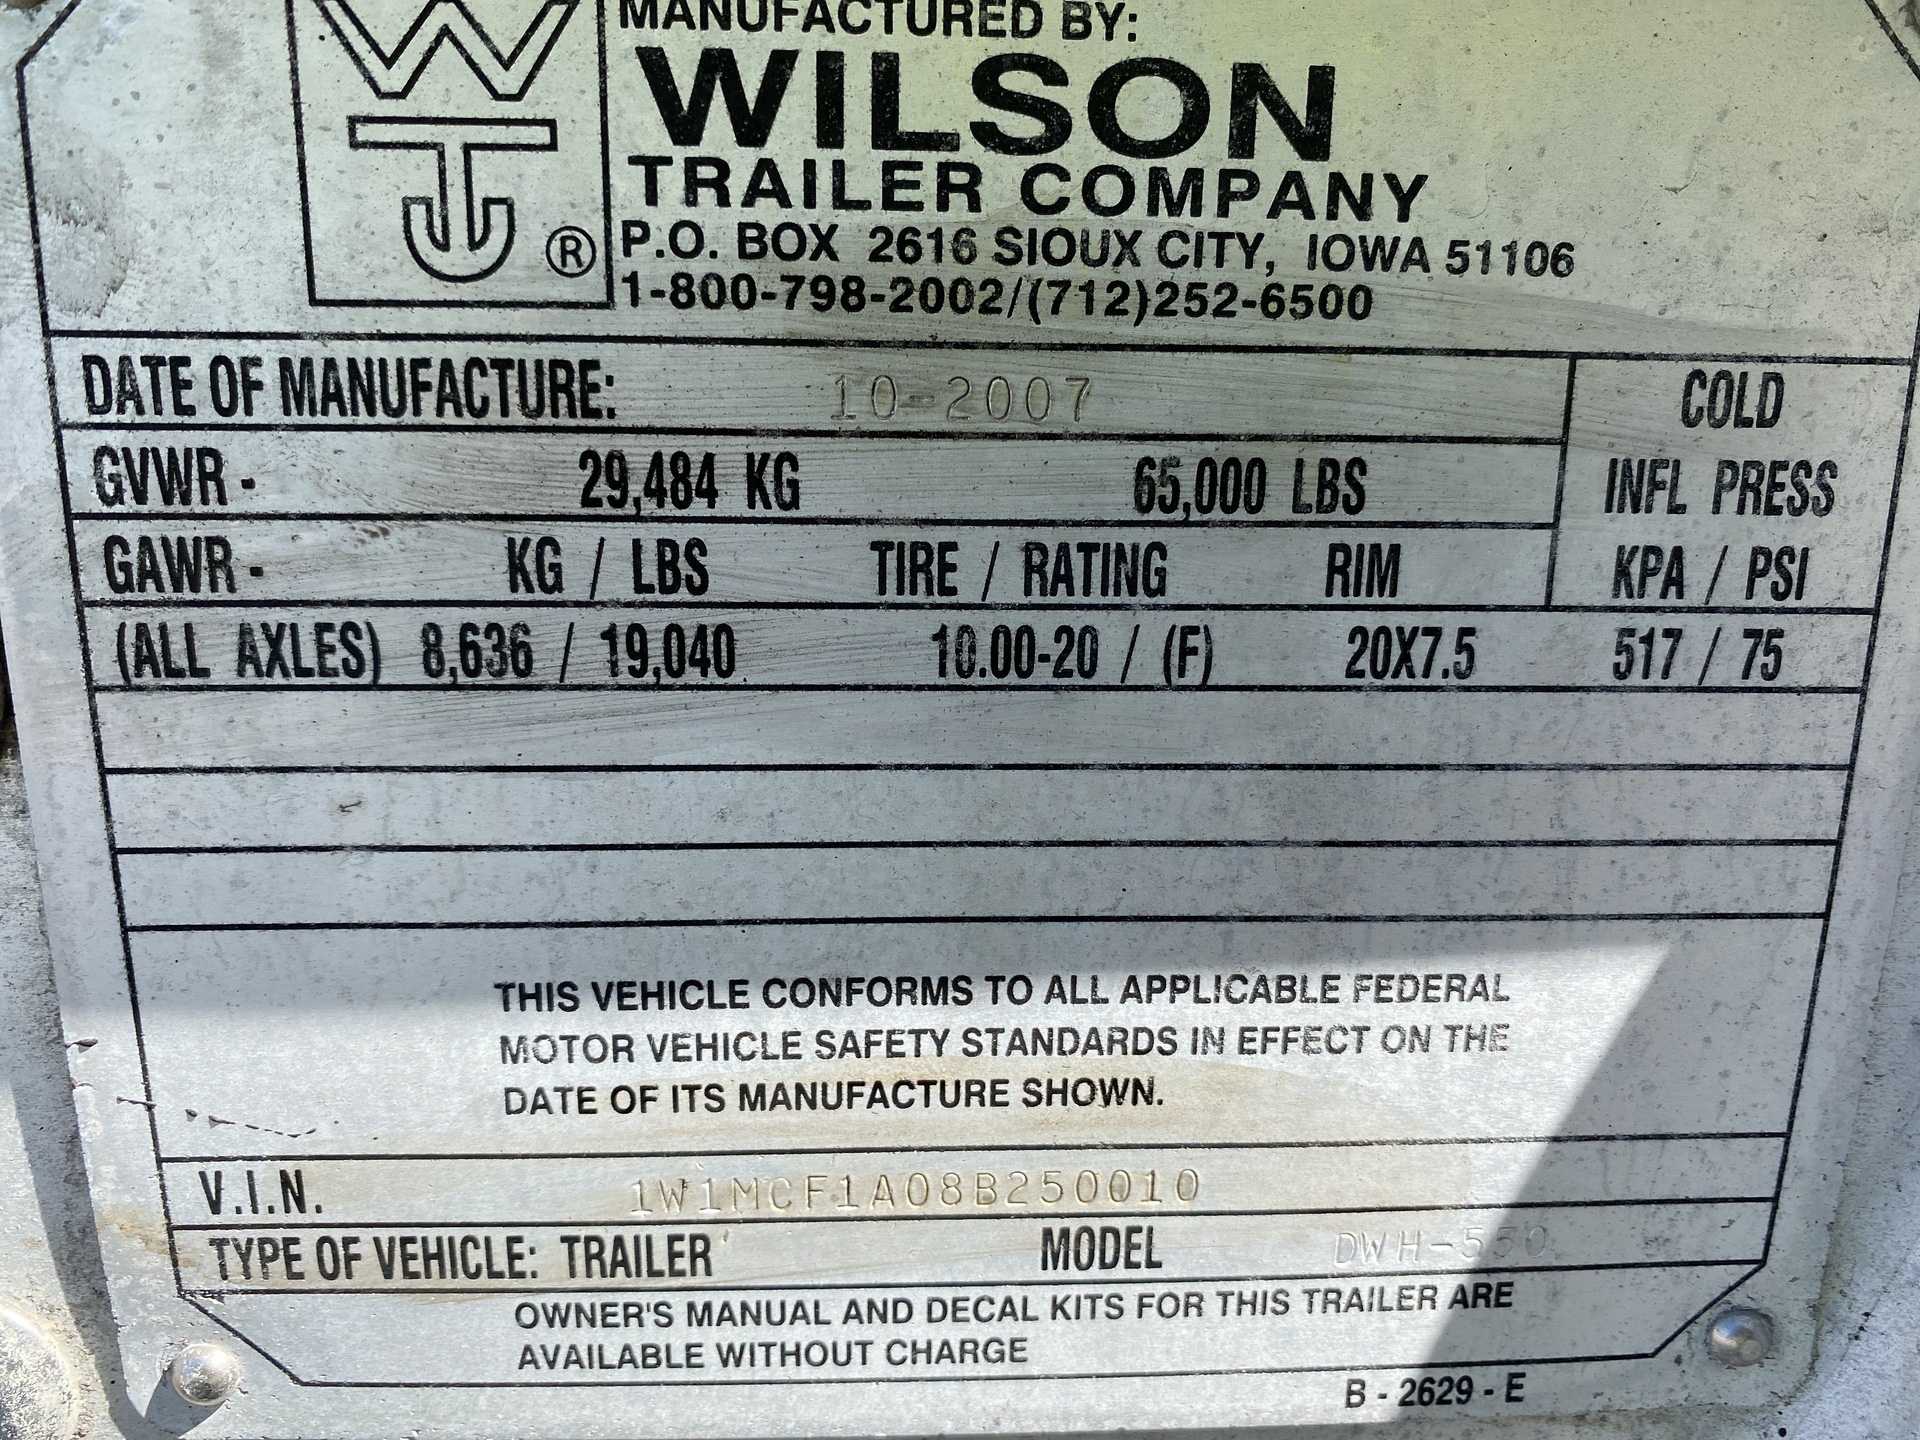 MANUFACTURED BY:
WILSON
TRAILER COMPANY
P.O. BOX 2616 SIOUX CITY, IOWA 51106
1-800-798-2002/(712)252-6500
WTJ ®
DATE OF MANUFACTURE: 10-2007
COLD
GVWR - 29,484 KG 65,000 LBS
INFL PRESS
GAWR - KG / LBS TIRE / RATING RIM KPA / PSI
(ALL AXLES) 8,636 / 19,040 10.00-20 / (F) 20X7.5 517 / 75
THIS VEHICLE CONFORMS TO ALL APPLICABLE FEDERAL
MOTOR VEHICLE SAFETY STANDARDS IN EFFECT ON THE
DATE OF ITS MANUFACTURE SHOWN.
V.I.N. 1W1MCF1A08B250010
TYPE OF VEHICLE: TRAILER MODEL DWH-550
OWNER'S MANUAL AND DECAL KITS FOR THIS TRAILER ARE
AVAILABLE WITHOUT CHARGE
B - 2629 - E